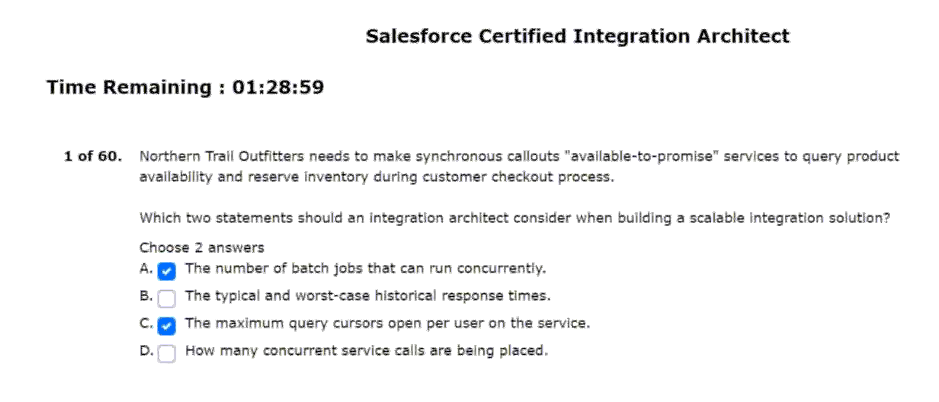 Salesforce Certified Integration Architect
Time Remaining : 01:28:59
1 of 60. Northern Trail Outfitters needs to make synchronous callouts "available-to-promise" services to query product
availability and reserve inventory during customer checkout process.
Which two statements should an integration architect consider when building a scalable integration solution?
Choose 2 answers
A. The number of batch jobs that can run concurrently.
B. The typical and worst-case historical response times.
C. The maximum query cursors open per user on the service.
D. How many concurrent service calls are being placed.